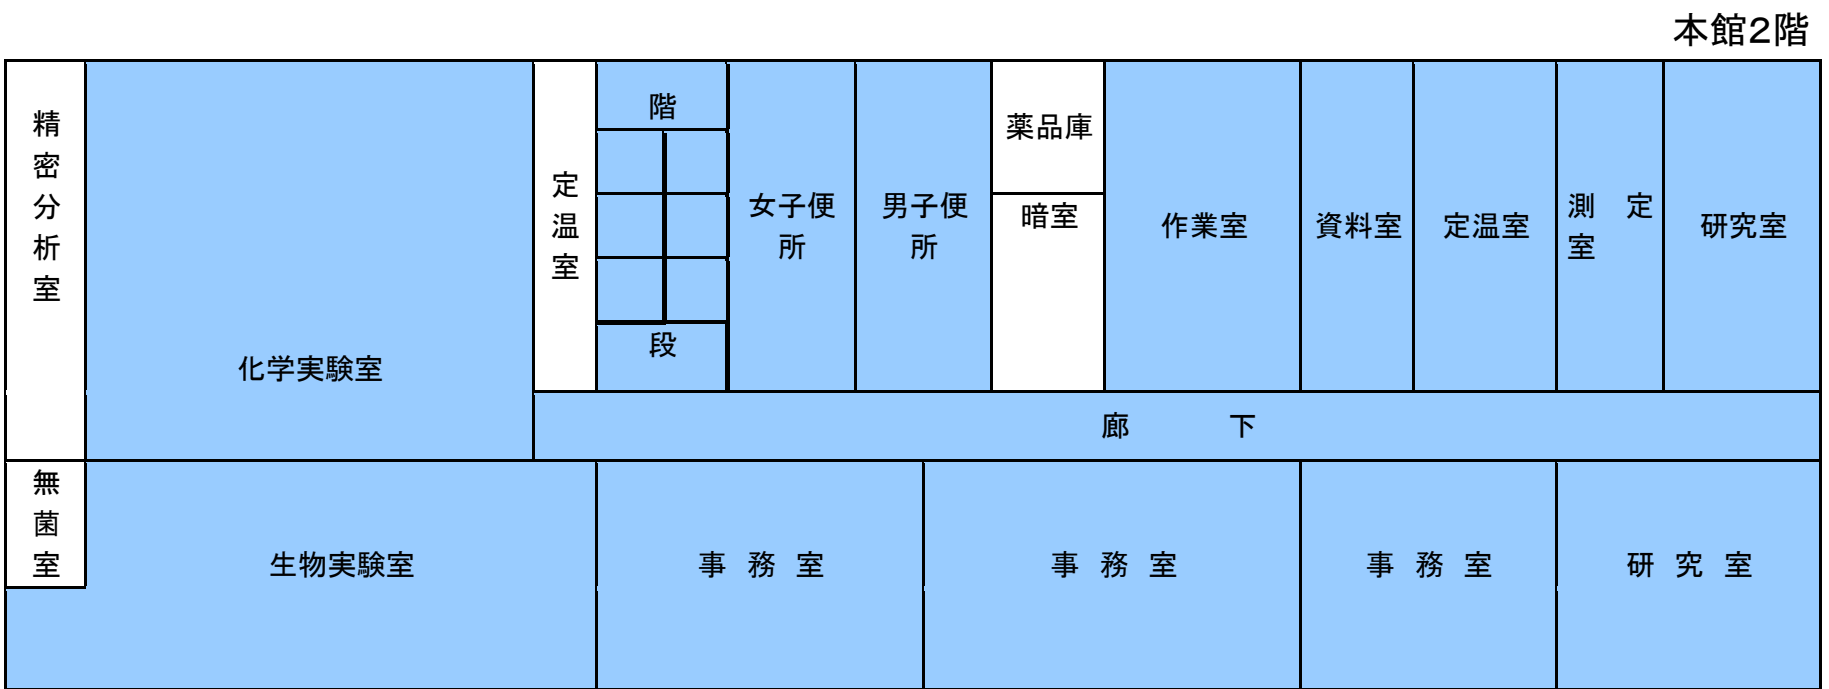 本館2階
精密分析室
化学実験室
定温室
階
段
女子便
所
男子便
所
薬品庫
暗室
作業室
資料室
定温室
測 定
室
研究室
廊 下
無菌室
生物実験室
事 務 室
事 務 室
事 務 室
研 究 室